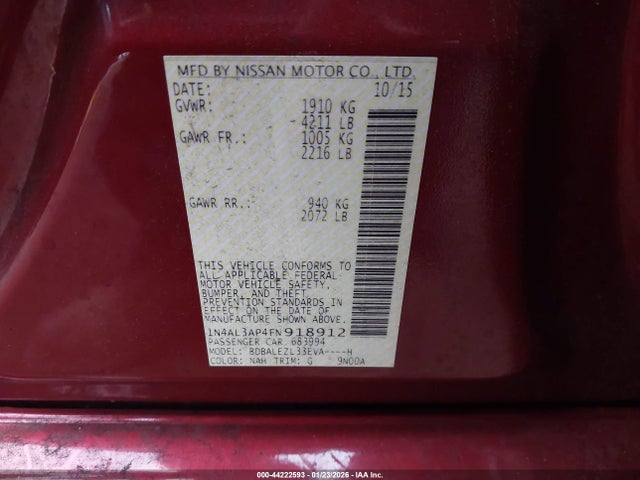 MFD BY NISSAN MOTOR CO., LTD.
DATE: 10/15
GVWR: 1910 KG
4211 LB
GAWR FR.: 1005 KG
2216 LB
GAWR RR.: 940 KG
2072 LB
THIS VEHICLE CONFORMS TO
ALL APPLICABLE FEDERAL
MOTOR VEHICLE SAFETY,
BUMPER, AND THEFT
PREVENTION STANDARDS IN
EFFECT ON THE DATE OF
MANUFACTURE SHOWN ABOVE.
1N4AL3AP4FN918912
PASSENGER CAR 683994
MODEL: BDBALEZL33EVA----H
COLOR: NAH TRIM: G 9N00A
000-44222593 - 01/23/2026 - IAA Inc.